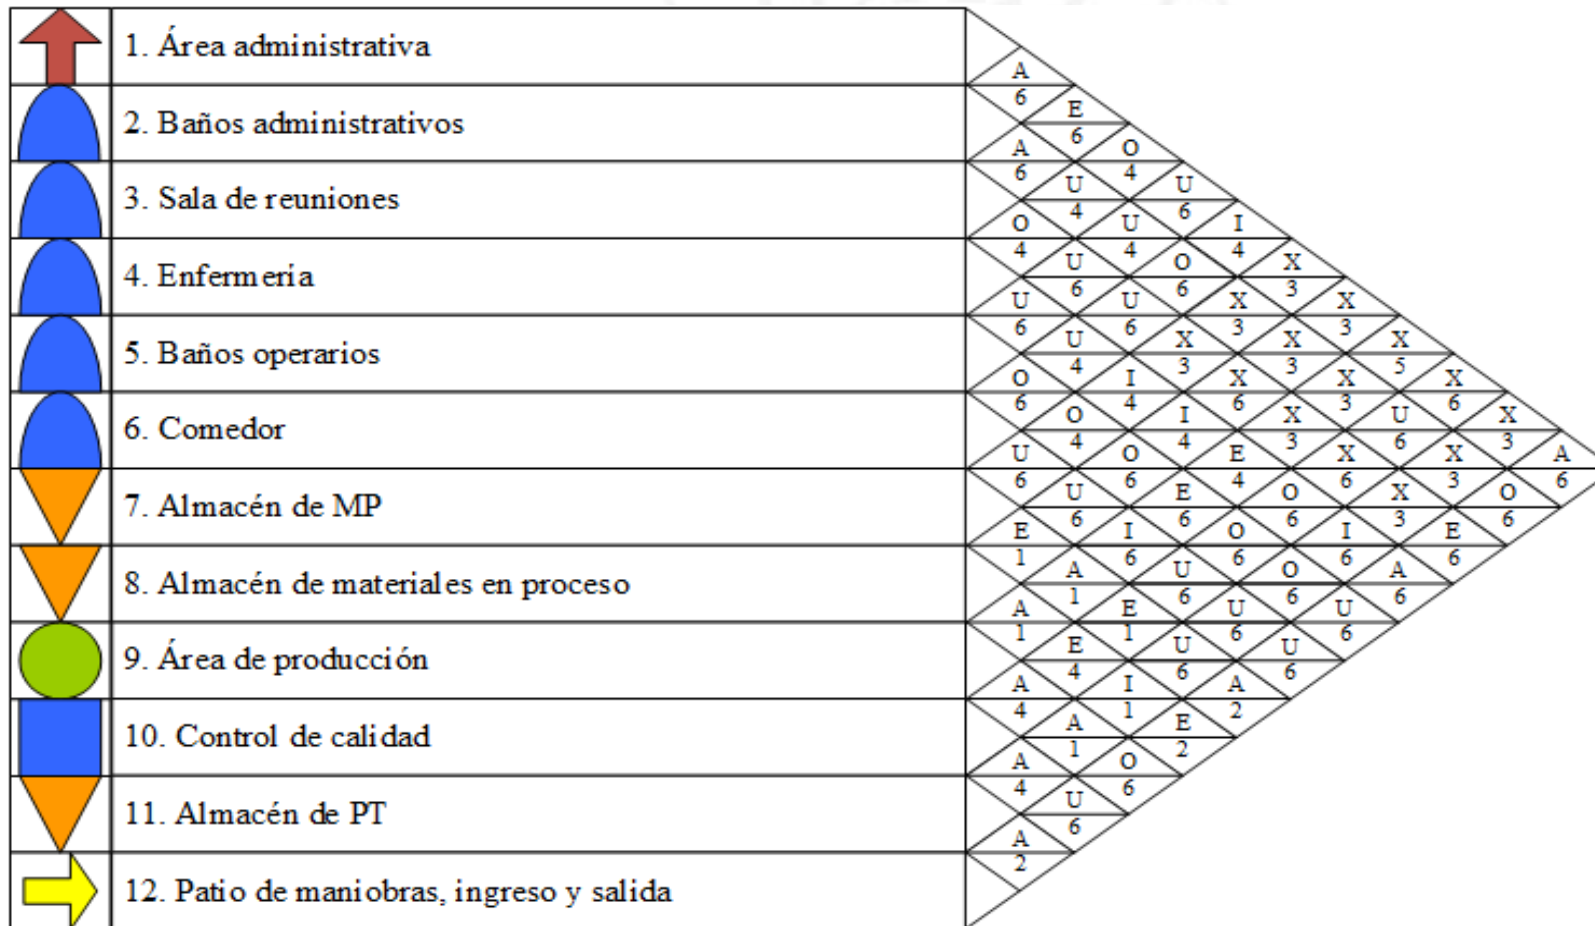 1. Área administrativa
2. Baños administrativos
3. Sala de reuniones
4. Enfermería
5. Baños operarios
6. Comedor
7. Almacén de MP
8. Almacén de materiales en proceso
9. Área de producción
10. Control de calidad
11. Almacén de PT
12. Patio de maniobras, ingreso y salida
A
6
E
6
A O
6 4
U U
4 6
O U I
4 4 4
U O X
6 6 3
U U X X
6 6 3 3
U X X X
4 3 3 5
O I X X X
6 4 6 3 6
O I X U X
4 4 3 6 3
U O E X X A
6 6 4 6 3 6
U E O X O
6 6 6 3 6
E I O I E
1 6 6 6 6
A U O A
1 6 6 6
A E U U
1 1 6 6
E U U
4 6 6
A I A
4 1 2
A E
1 2
A O
4 6
U
6
A
2